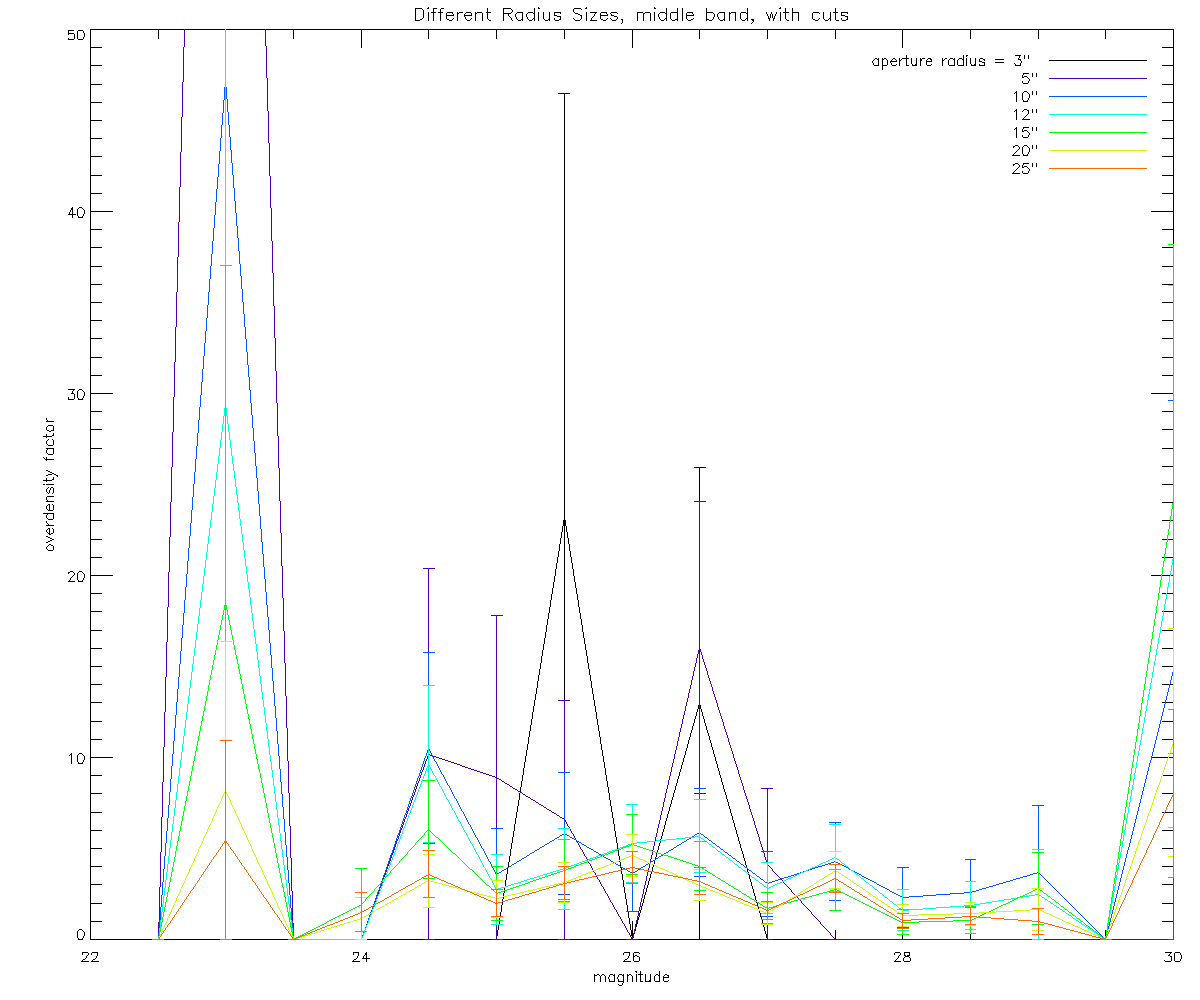 Different Radius Sizes, middle band, with cuts
aperture radius = 3"
5"
10"
12"
15"
20"
25"
50
40
30
20
10
0
overdensity factor
22 24 26 28 30
magnitude